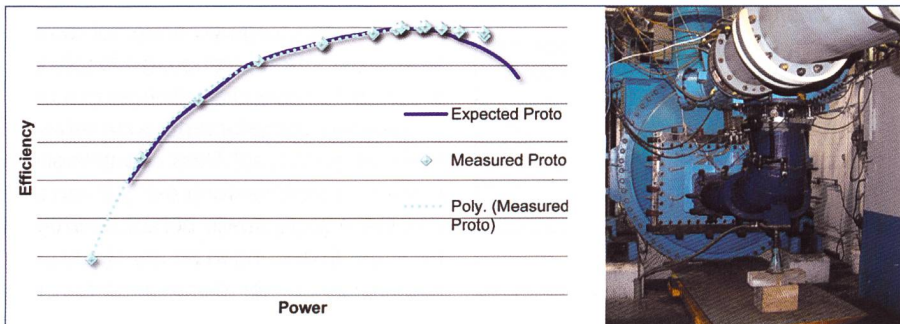 Efficiency
Expected Proto
Measured Proto
Poly. (Measured
Proto)
Power